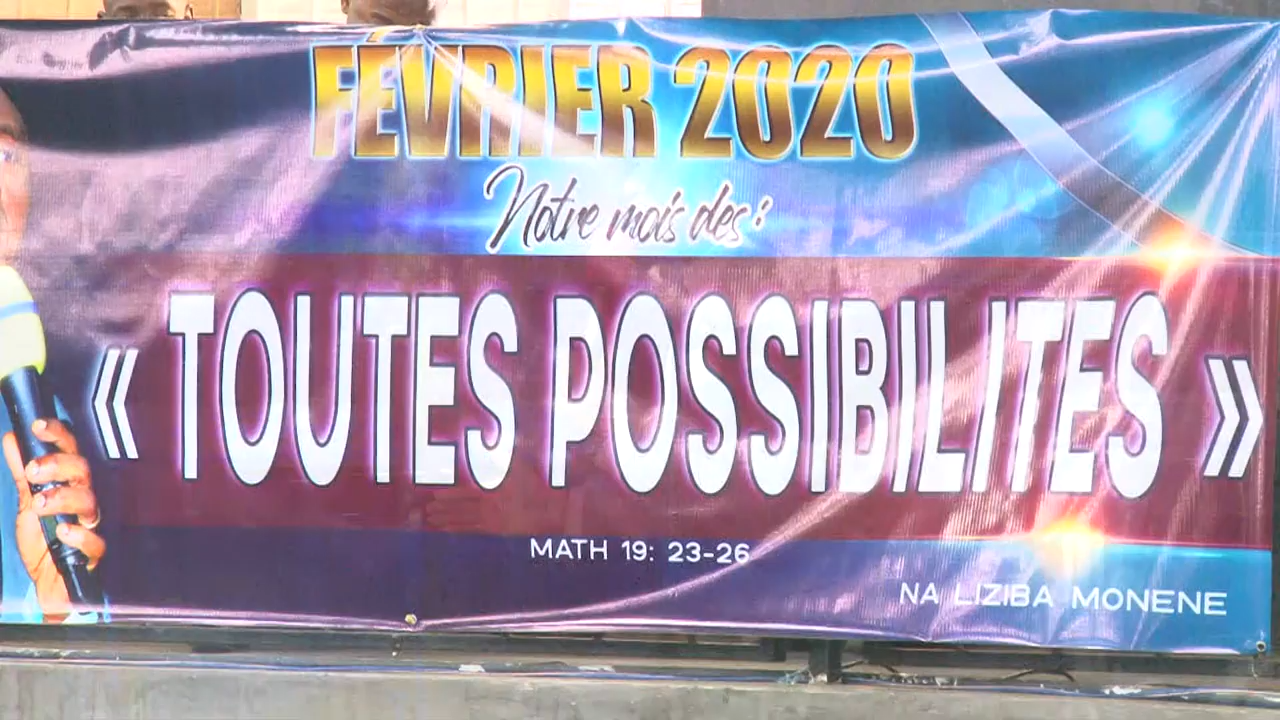 FÉVRIER 2020
Notre mois des :
« TOUTES POSSIBILITES »
MATH 19: 23-26
NA LIZIBA MONENE